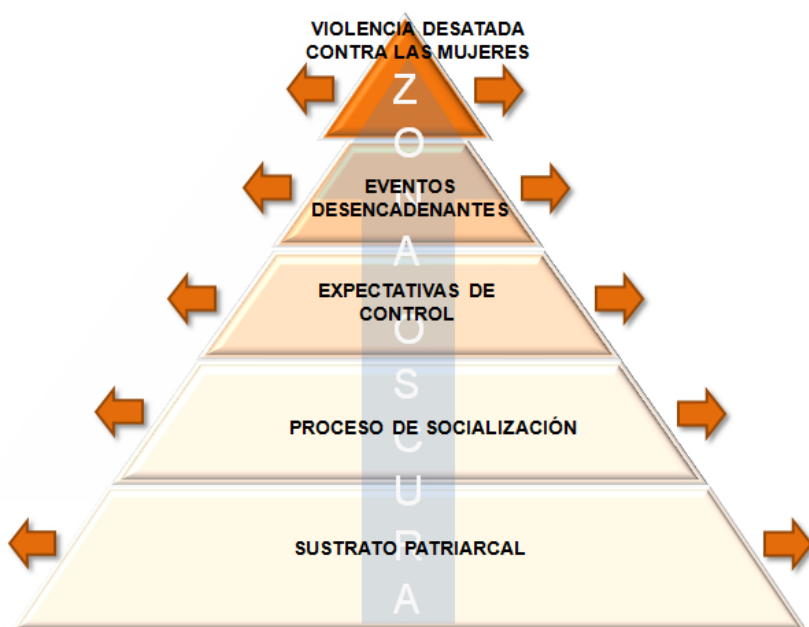 VIOLENCIA DESATADA
CONTRA LAS MUJERES
EVENTOS
DESENCADENANTES
EXPECTATIVAS DE
CONTROL
PROCESO DE SOCIALIZACIÓN
SUSTRATO PATRIARCAL
ZONA OSCURA